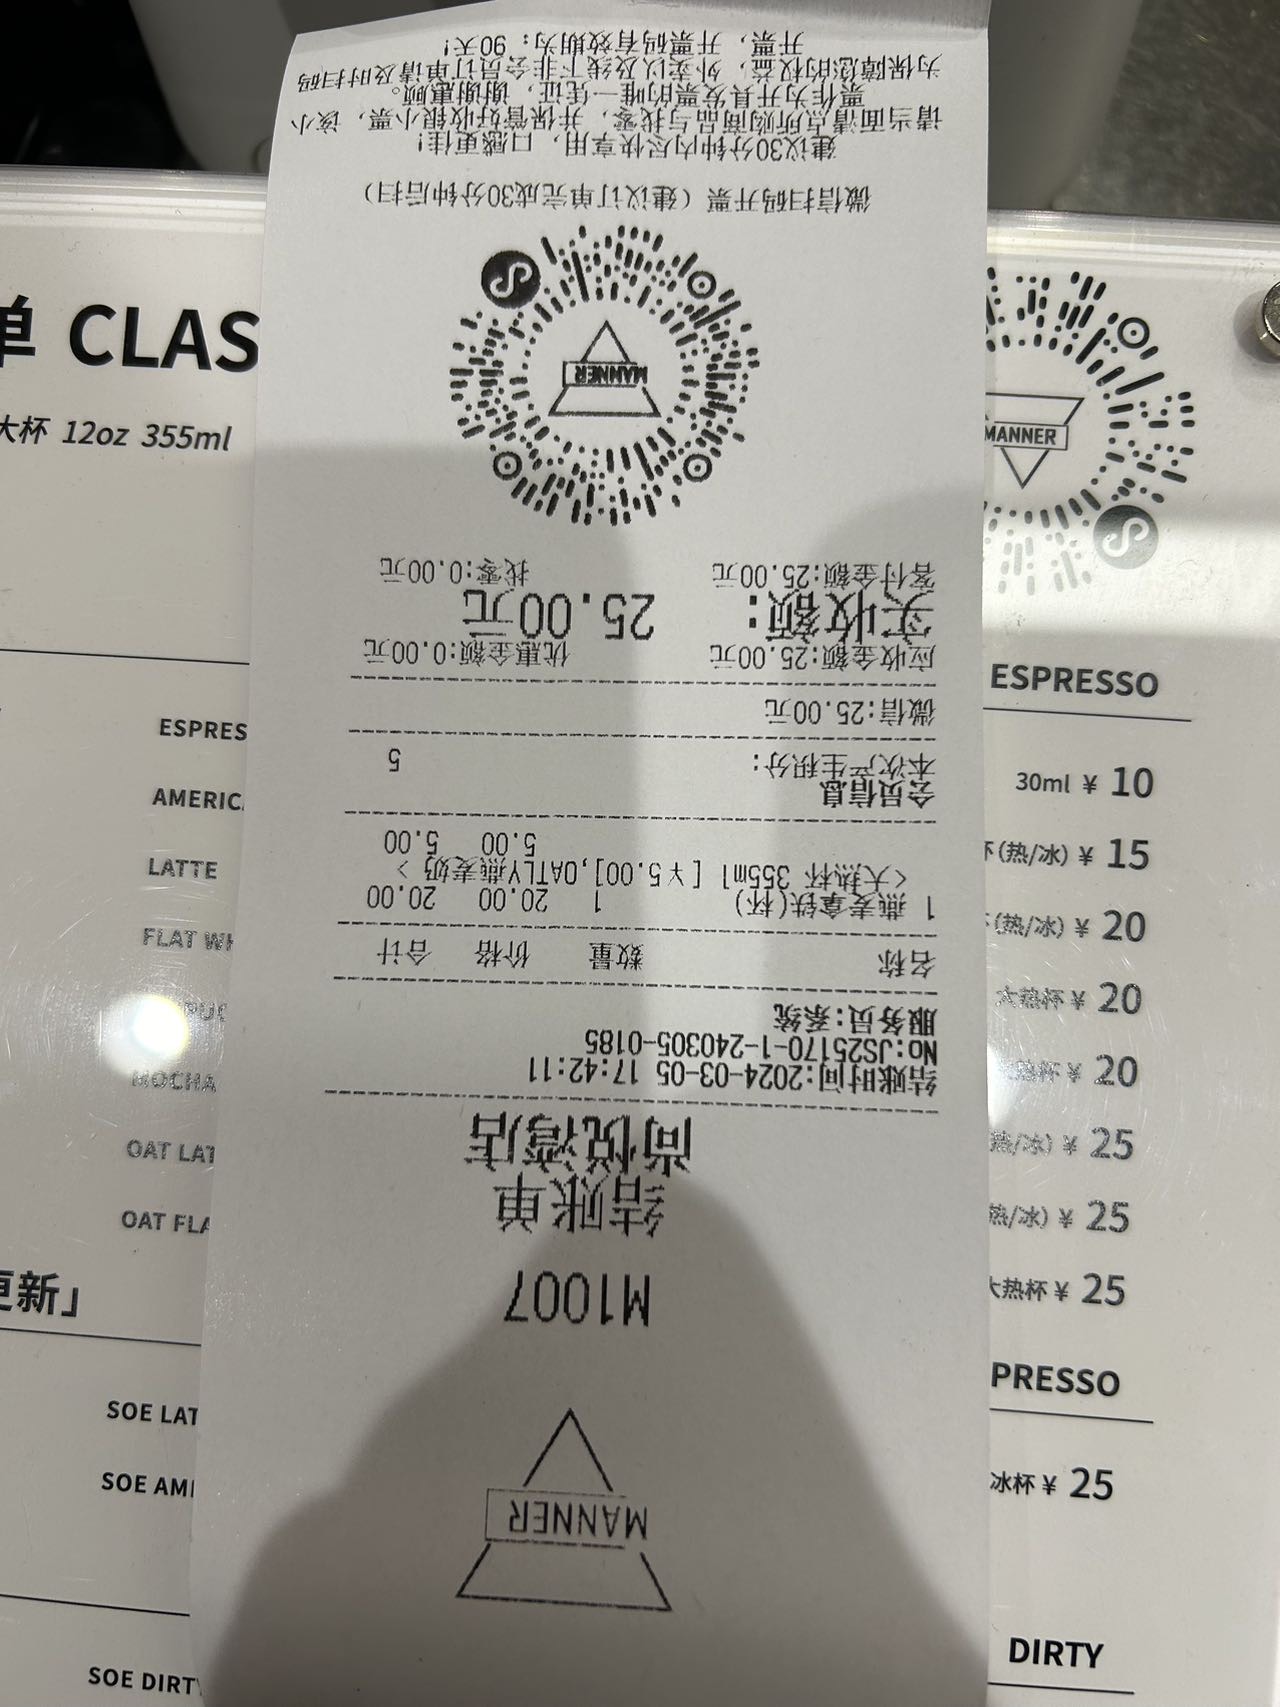 MANNER
M1007
结账单
尚悦湾店
结账时间:2024-03-05 17:42:11
No:JS25170-1-240305-0185
服务员:系统
名称 数量 价格 合计
1 燕麦拿铁(杯) 1 20.00 20.00
<大热杯 355ml [￥5.00],OATLY燕麦奶 >
5.00 5.00
会员信息
本次产生积分: 5
微信:25.00元
应收金额:25.00元 优惠金额:0.00元
实收额: 25.00元
客付金额:25.00元 找零:0.00元
MANNER
微信扫码开票（建议订单完成30分钟后扫）
建议30分钟内尽快享用，口感更佳！
请当面清点所购商品与找零，并保管好收银小票，该小
票作为开具发票的唯一凭证，谢谢惠顾。
为保障您的权益，外卖以及线下非会员订单请及时扫码
开票，开票码有效期为：90天！
单 CLAS
大杯 12oz 355ml
MANNER
ESPRESSO
ESPRES
30ml ¥ 10
AMERIC
(热/冰) ¥ 15
LATTE
(热/冰) ¥ 20
FLAT WH
大热杯 ¥ 20
PUC
热杯 ¥ 20
MOCHA
热/冰) ¥ 25
OAT LAT
热/冰) ¥ 25
OAT FLA
大热杯 ¥ 25
更新」
PRESSO
SOE LAT
冰杯 ¥ 25
SOE AM
DIRTY
SOE DIRT